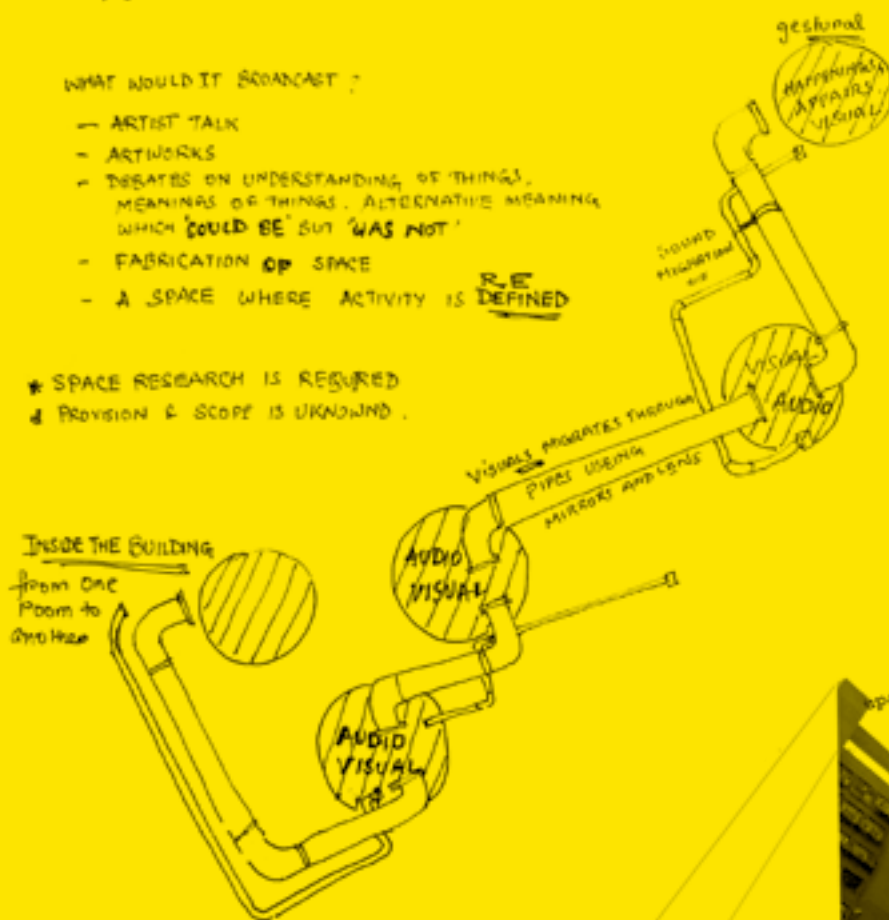 WHAT WOULD IT BROADCAST ?
- ARTIST TALK
- ARTWORKS
- DEBATES ON UNDERSTANDING OF THINGS,
MEANINGS OF THINGS. ALTERNATIVE MEANING
WHICH 'COULD BE' BUT 'WAS NOT'
- FABRICATION OF SPACE
- A SPACE WHERE ACTIVITY IS RE
DEFINED
* SPACE RESEARCH IS REQURED
PROVISION & SCOPE IS UKNOWND .
gestural
HAPPENINGS,
AFFAIRS.
VISUAL
SOUND
MIGRATION
VISUAL
AUDIO
VISUALS MIGRATES THROUGH
PIPES USEING
MIRRORS AND LENS
AUDIO
VISUAL
INSIDE THE BUILDING
from one
Room to
another
AUDIO
VISUAL